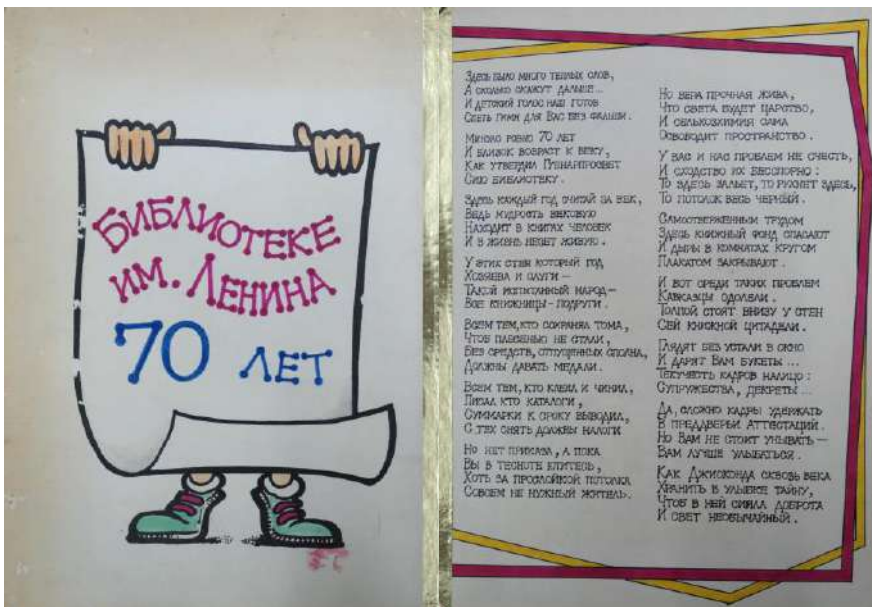 БИБЛИОТЕКЕ
ИМ. ЛЕНИНА
70 ЛЕТ
Здесь было много теплых слов,
А сколько скажут дальше...
И детский голос наш готов
Спеть гимн для Вас без фальши.
Минуло ровно 70 лет
И близок возраст к веку,
Как утвердил Губнарпросвет
Сию библиотеку.
Здесь каждый год считай за век,
Ведь мудрость вековую
Находит в книгах человек
И в жизнь несет живую.
У этих стен который год
Хозяева и слуги —
Такой испытанный народ —
Все книжницы-подруги.
Всем тем, кто сохранял тома,
Чтоб плесенью не стали,
Без средств, отпущенных сполна,
Должны давать медали.
Всем тем, кто клеил и чинил,
Писал кто каталоги,
Суммарки к сроку выводил,
С тех снять должны налоги
Но нет приказа, а пока
Вы в тесноте ютитесь,
Хоть за прослойкой потолка
Совсем не нужный житель.
Но вера прочная жива,
Что света будет царство,
И сельхозхимия сама
Освободит пространство.
У вас и нас проблем не счесть,
И сходство их бесспорно:
То здесь зальет, то рухнет здесь,
То потолок весь черный.
Самоотверженным трудом
Здесь книжный фонд спасают
И дыры в комнатах кругом
Плакатом закрывают.
И вот среди таких проблем
Кавказцы одолели.
Толпой стоят внизу у стен
Сей книжной цитадели.
Глядят без устали в окно
И дарят Вам букеты...
Текучесть кадров налицо:
Супружества, декреты...
Да, сложно кадры удержать
В преддверьи Аттестаций.
Но Вам не стоит унывать —
Вам лучше улыбаться.
Как Джиоконда сквозь века
Хранить в улыбке тайну,
Чтоб в ней сияла доброта
И свет необычайный.